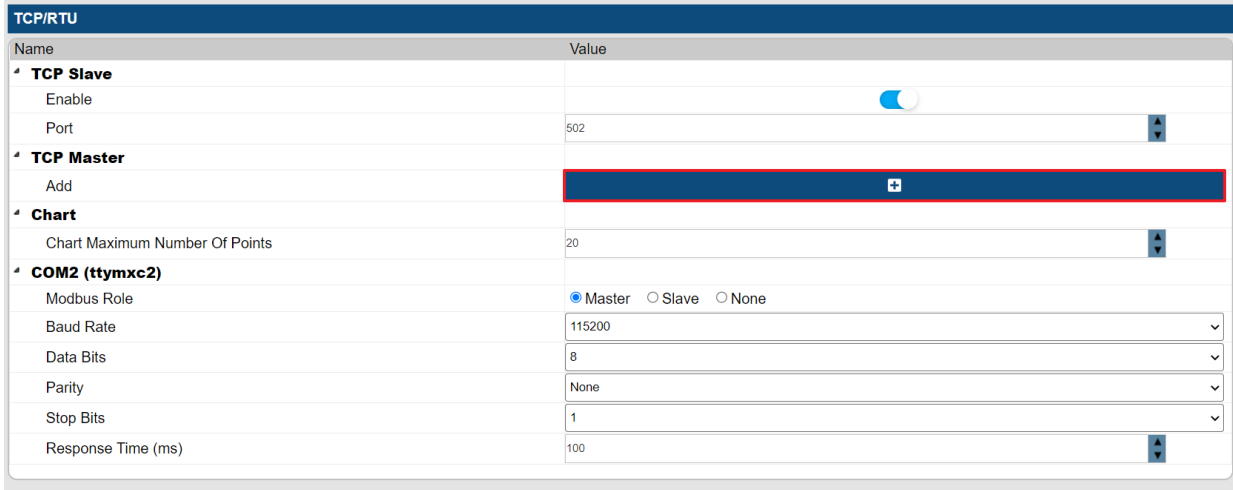 TCP/RTU
Name Value
TCP Slave
Enable
Port 502
TCP Master
Add
Chart
Chart Maximum Number Of Points 20
COM2 (ttymxc2)
Modbus Role Master Slave None
Baud Rate 115200
Data Bits 8
Parity None
Stop Bits 1
Response Time (ms) 100